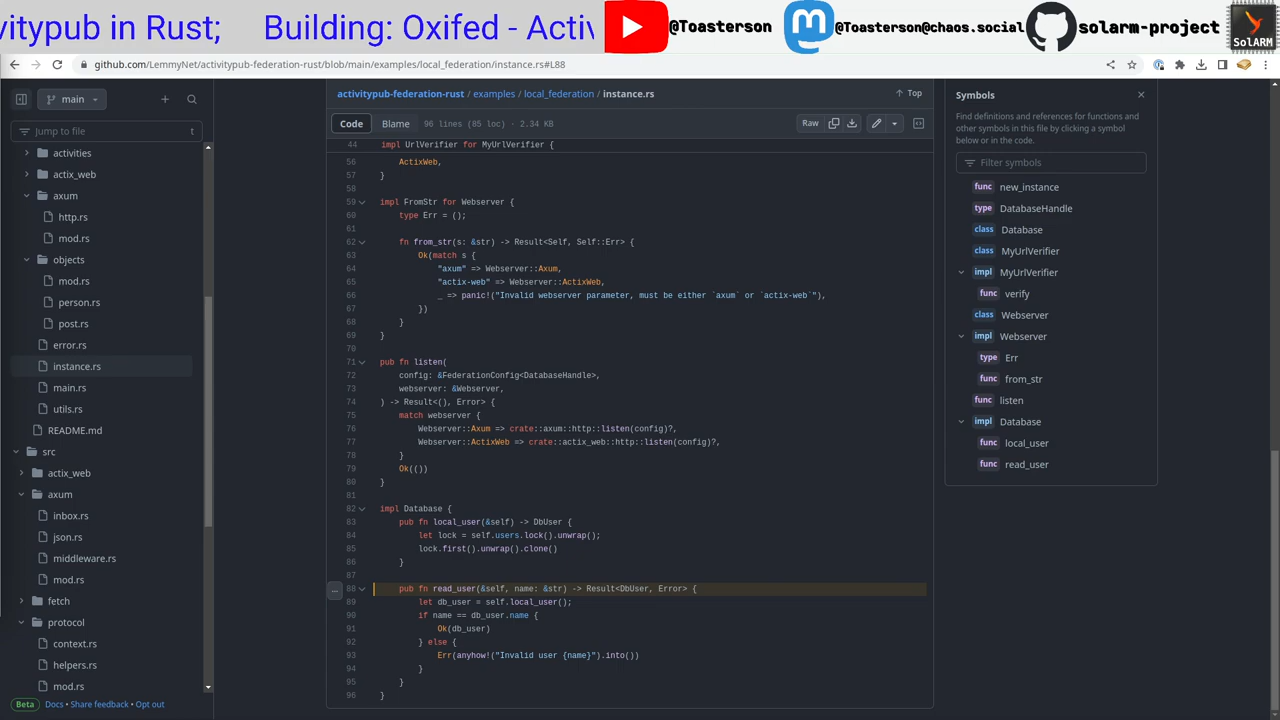 vitypub in Rust;    Building: Oxifed - Activ
@Toasterson
@Toasterson@chaos.social
solarm-project
SolARM
github.com/LemmyNet/activitypub-federation-rust/blob/main/examples/local_federation/instance.rs#L88
main
activitypub-federation-rust / examples / local_federation / instance.rs
Top
Symbols
Find definitions and references for functions and
other symbols in this file by clicking a symbol
below or in the code.
Filter symbols
func new_instance
type DatabaseHandle
class Database
class MyUrlVerifier
impl MyUrlVerifier
func verify
class Webserver
impl Webserver
type Err
func from_str
func listen
impl Database
func local_user
func read_user
Jump to file t
activities
actix_web
axum
http.rs
mod.rs
objects
mod.rs
person.rs
post.rs
error.rs
instance.rs
main.rs
utils.rs
README.md
src
actix_web
axum
inbox.rs
json.rs
middleware.rs
mod.rs
fetch
protocol
context.rs
helpers.rs
mod.rs
Beta Docs · Share feedback · Opt out
Code Blame 96 lines (85 loc) · 2.34 KB Raw
44 impl UrlVerifier for MyUrlVerifier {
56 ActixWeb,
57 }
58
59 impl FromStr for Webserver {
60 type Err = ();
61
62 fn from_str(s: &str) -> Result<Self, Self::Err> {
63 Ok(match s {
64 "axum" => Webserver::Axum,
65 "actix-web" => Webserver::ActixWeb,
66 _ => panic!("Invalid webserver parameter, must be either `axum` or `actix-web`"),
67 })
68 }
69 }
70
71 pub fn listen(
72 config: &FederationConfig<DatabaseHandle>,
73 webserver: &Webserver,
74 ) -> Result<(), Error> {
75 match webserver {
76 Webserver::Axum => crate::axum::http::listen(config)?,
77 Webserver::ActixWeb => crate::actix_web::http::listen(config)?,
78 }
79 Ok(())
80 }
81
82 impl Database {
83 pub fn local_user(&self) -> DbUser {
84 let lock = self.users.lock().unwrap();
85 lock.first().unwrap().clone()
86 }
87
88 pub fn read_user(&self, name: &str) -> Result<DbUser, Error> {
89 let db_user = self.local_user();
90 if name == db_user.name {
91 Ok(db_user)
92 } else {
93 Err(anyhow!("Invalid user {name}").into())
94 }
95 }
96 }